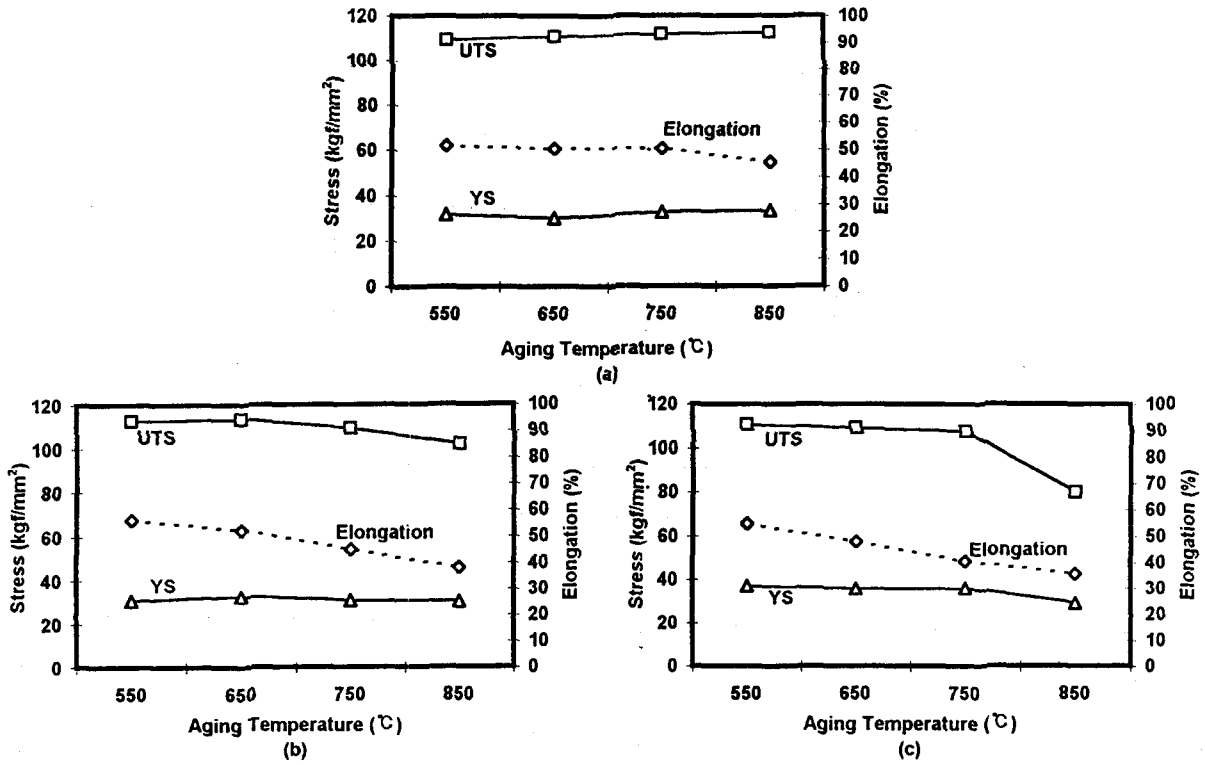 120
100
80
60
40
20
0
Stress (kgf/mm²)
UTS
Elongation
YS
100
90
80
70
60
50
40
30
20
10
0
Elongation (%)
550 650 750 850
Aging Temperature (℃)
(a)
120
100
80
60
40
20
0
Stress (kgf/mm²)
UTS
Elongation
YS
100
90
80
70
60
50
40
30
20
10
0
Elongation (%)
550 650 750 850
Aging Temperature (℃)
(b)
120
100
80
60
40
20
0
Stress (kgf/mm²)
UTS
Elongation
YS
100
90
80
70
60
50
40
30
20
10
0
Elongation (%)
550 650 750 850
Aging Temperature (℃)
(c)